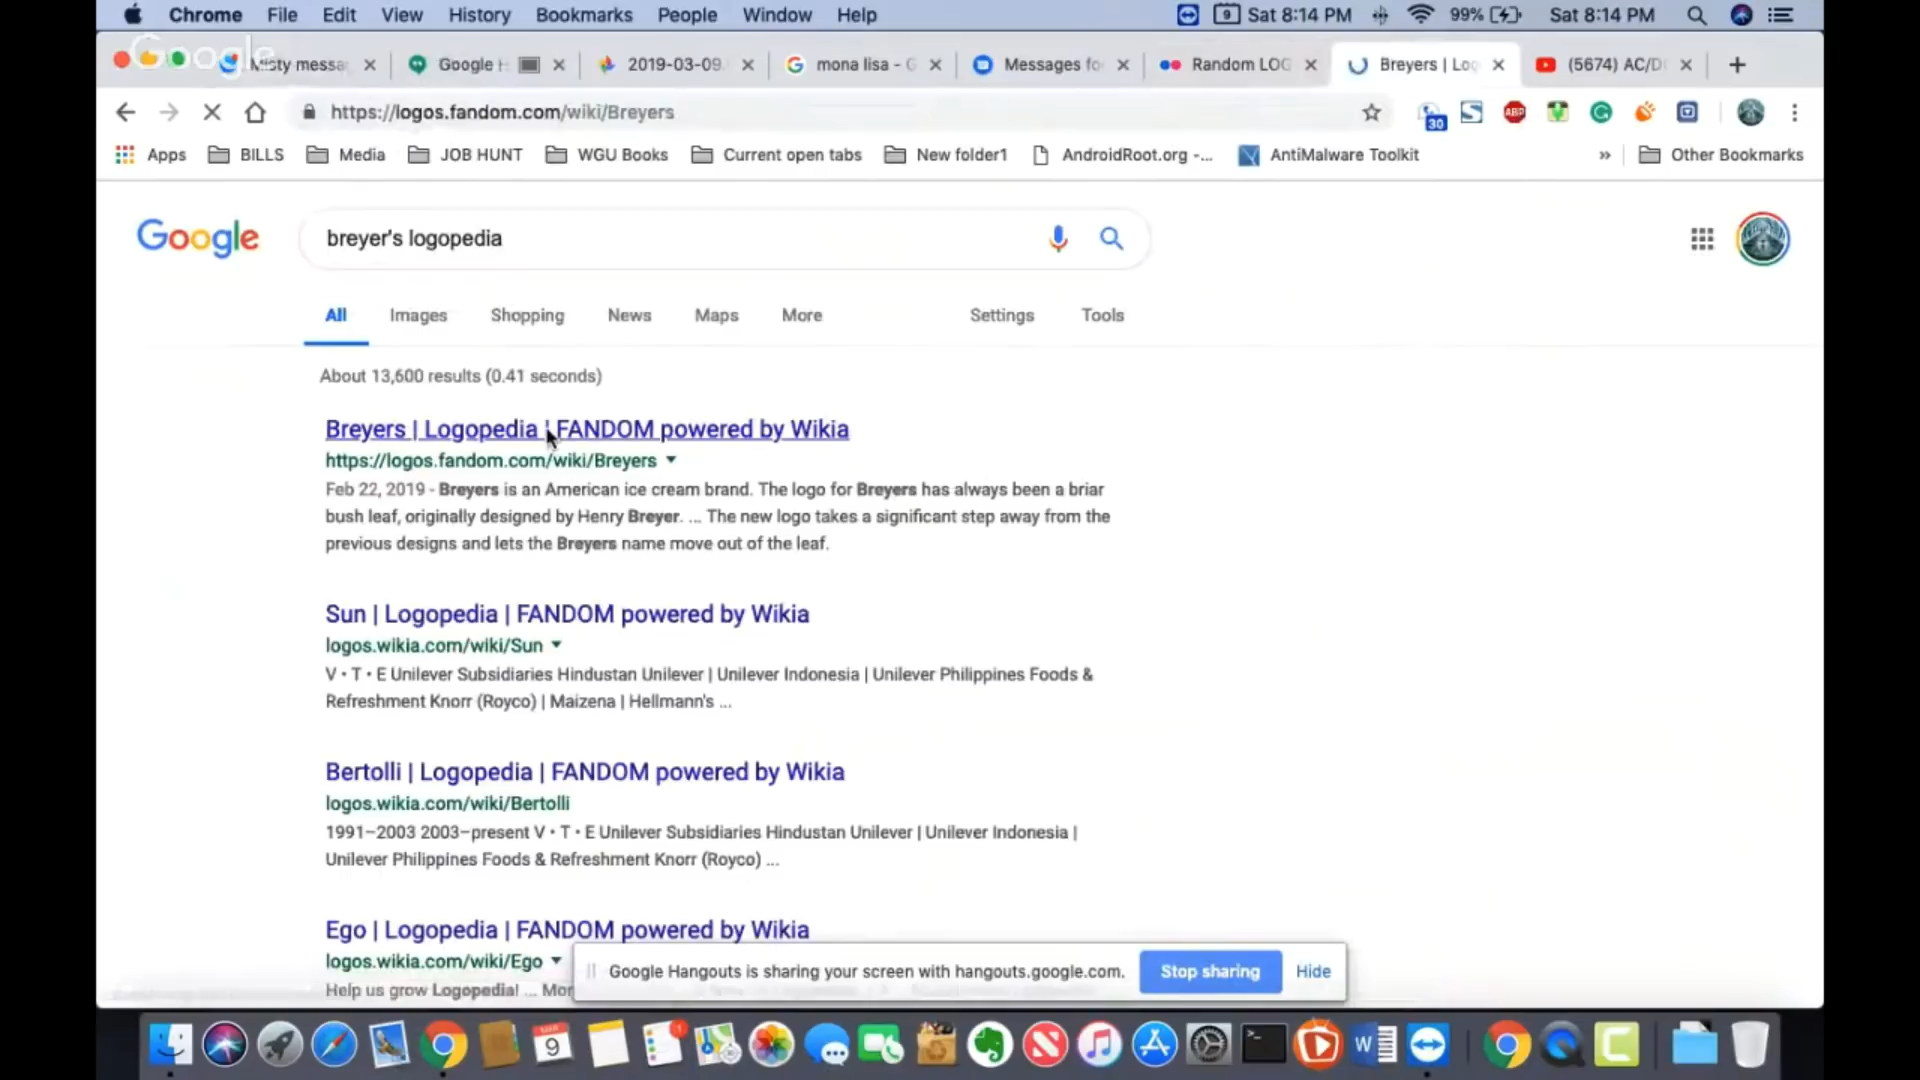 Chrome File Edit View History Bookmarks People Window Help 9 Sat 8:14 PM 99% Sat 8:14 PM
Google
Misty messa Google H 2019-03-09 mona lisa - G Messages fo Random LOG Breyers | Log (5674) AC/D
https://logos.fandom.com/wiki/Breyers 30 ABP
Apps BILLS Media JOB HUNT WGU Books Current open tabs New folder1 AndroidRoot.org -... AntiMalware Toolkit » Other Bookmarks
Google breyer's logopedia
All Images Shopping News Maps More Settings Tools
About 13,600 results (0.41 seconds)
Breyers | Logopedia | FANDOM powered by Wikia
https://logos.fandom.com/wiki/Breyers
Feb 22, 2019 - Breyers is an American ice cream brand. The logo for Breyers has always been a briar
bush leaf, originally designed by Henry Breyer. ... The new logo takes a significant step away from the
previous designs and lets the Breyers name move out of the leaf.
Sun | Logopedia | FANDOM powered by Wikia
logos.wikia.com/wiki/Sun
V • T • E Unilever Subsidiaries Hindustan Unilever | Unilever Indonesia | Unilever Philippines Foods &
Refreshment Knorr (Royco) | Maizena | Hellmann's ...
Bertolli | Logopedia | FANDOM powered by Wikia
logos.wikia.com/wiki/Bertolli
1991–2003 2003–present V • T • E Unilever Subsidiaries Hindustan Unilever | Unilever Indonesia |
Unilever Philippines Foods & Refreshment Knorr (Royco) ...
Ego | Logopedia | FANDOM powered by Wikia
logos.wikia.com/wiki/Ego
Help us grow Logopedia! ... Mor
Google Hangouts is sharing your screen with hangouts.google.com. Stop sharing Hide
MAR
9
1
W